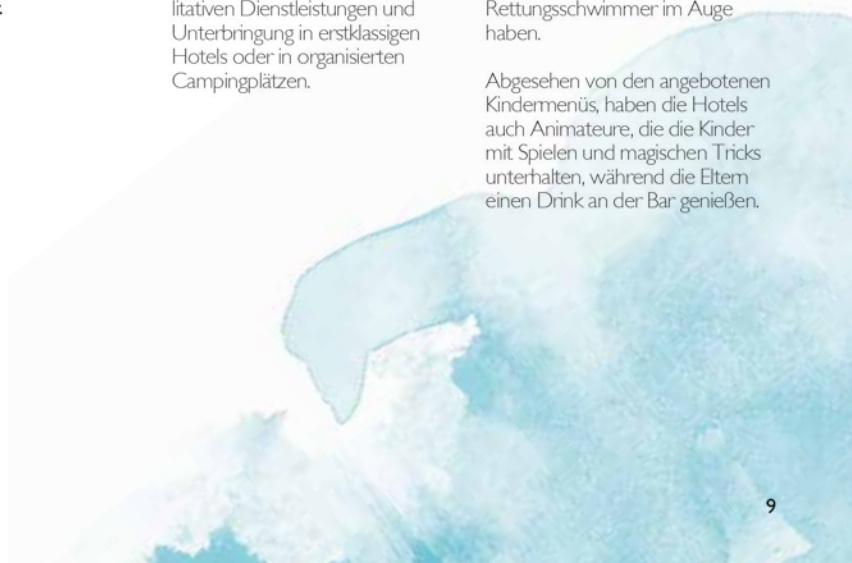 litativen Dienstleistungen und
Unterbringung in erstklassigen
Hotels oder in organisierten
Campingplätzen.
Rettungsschwimmer im Auge
haben.
Abgesehen von den angebotenen
Kindermenüs, haben die Hotels
auch Animateure, die die Kinder
mit Spielen und magischen Tricks
unterhalten, während die Eltern
einen Drink an der Bar genießen.
9